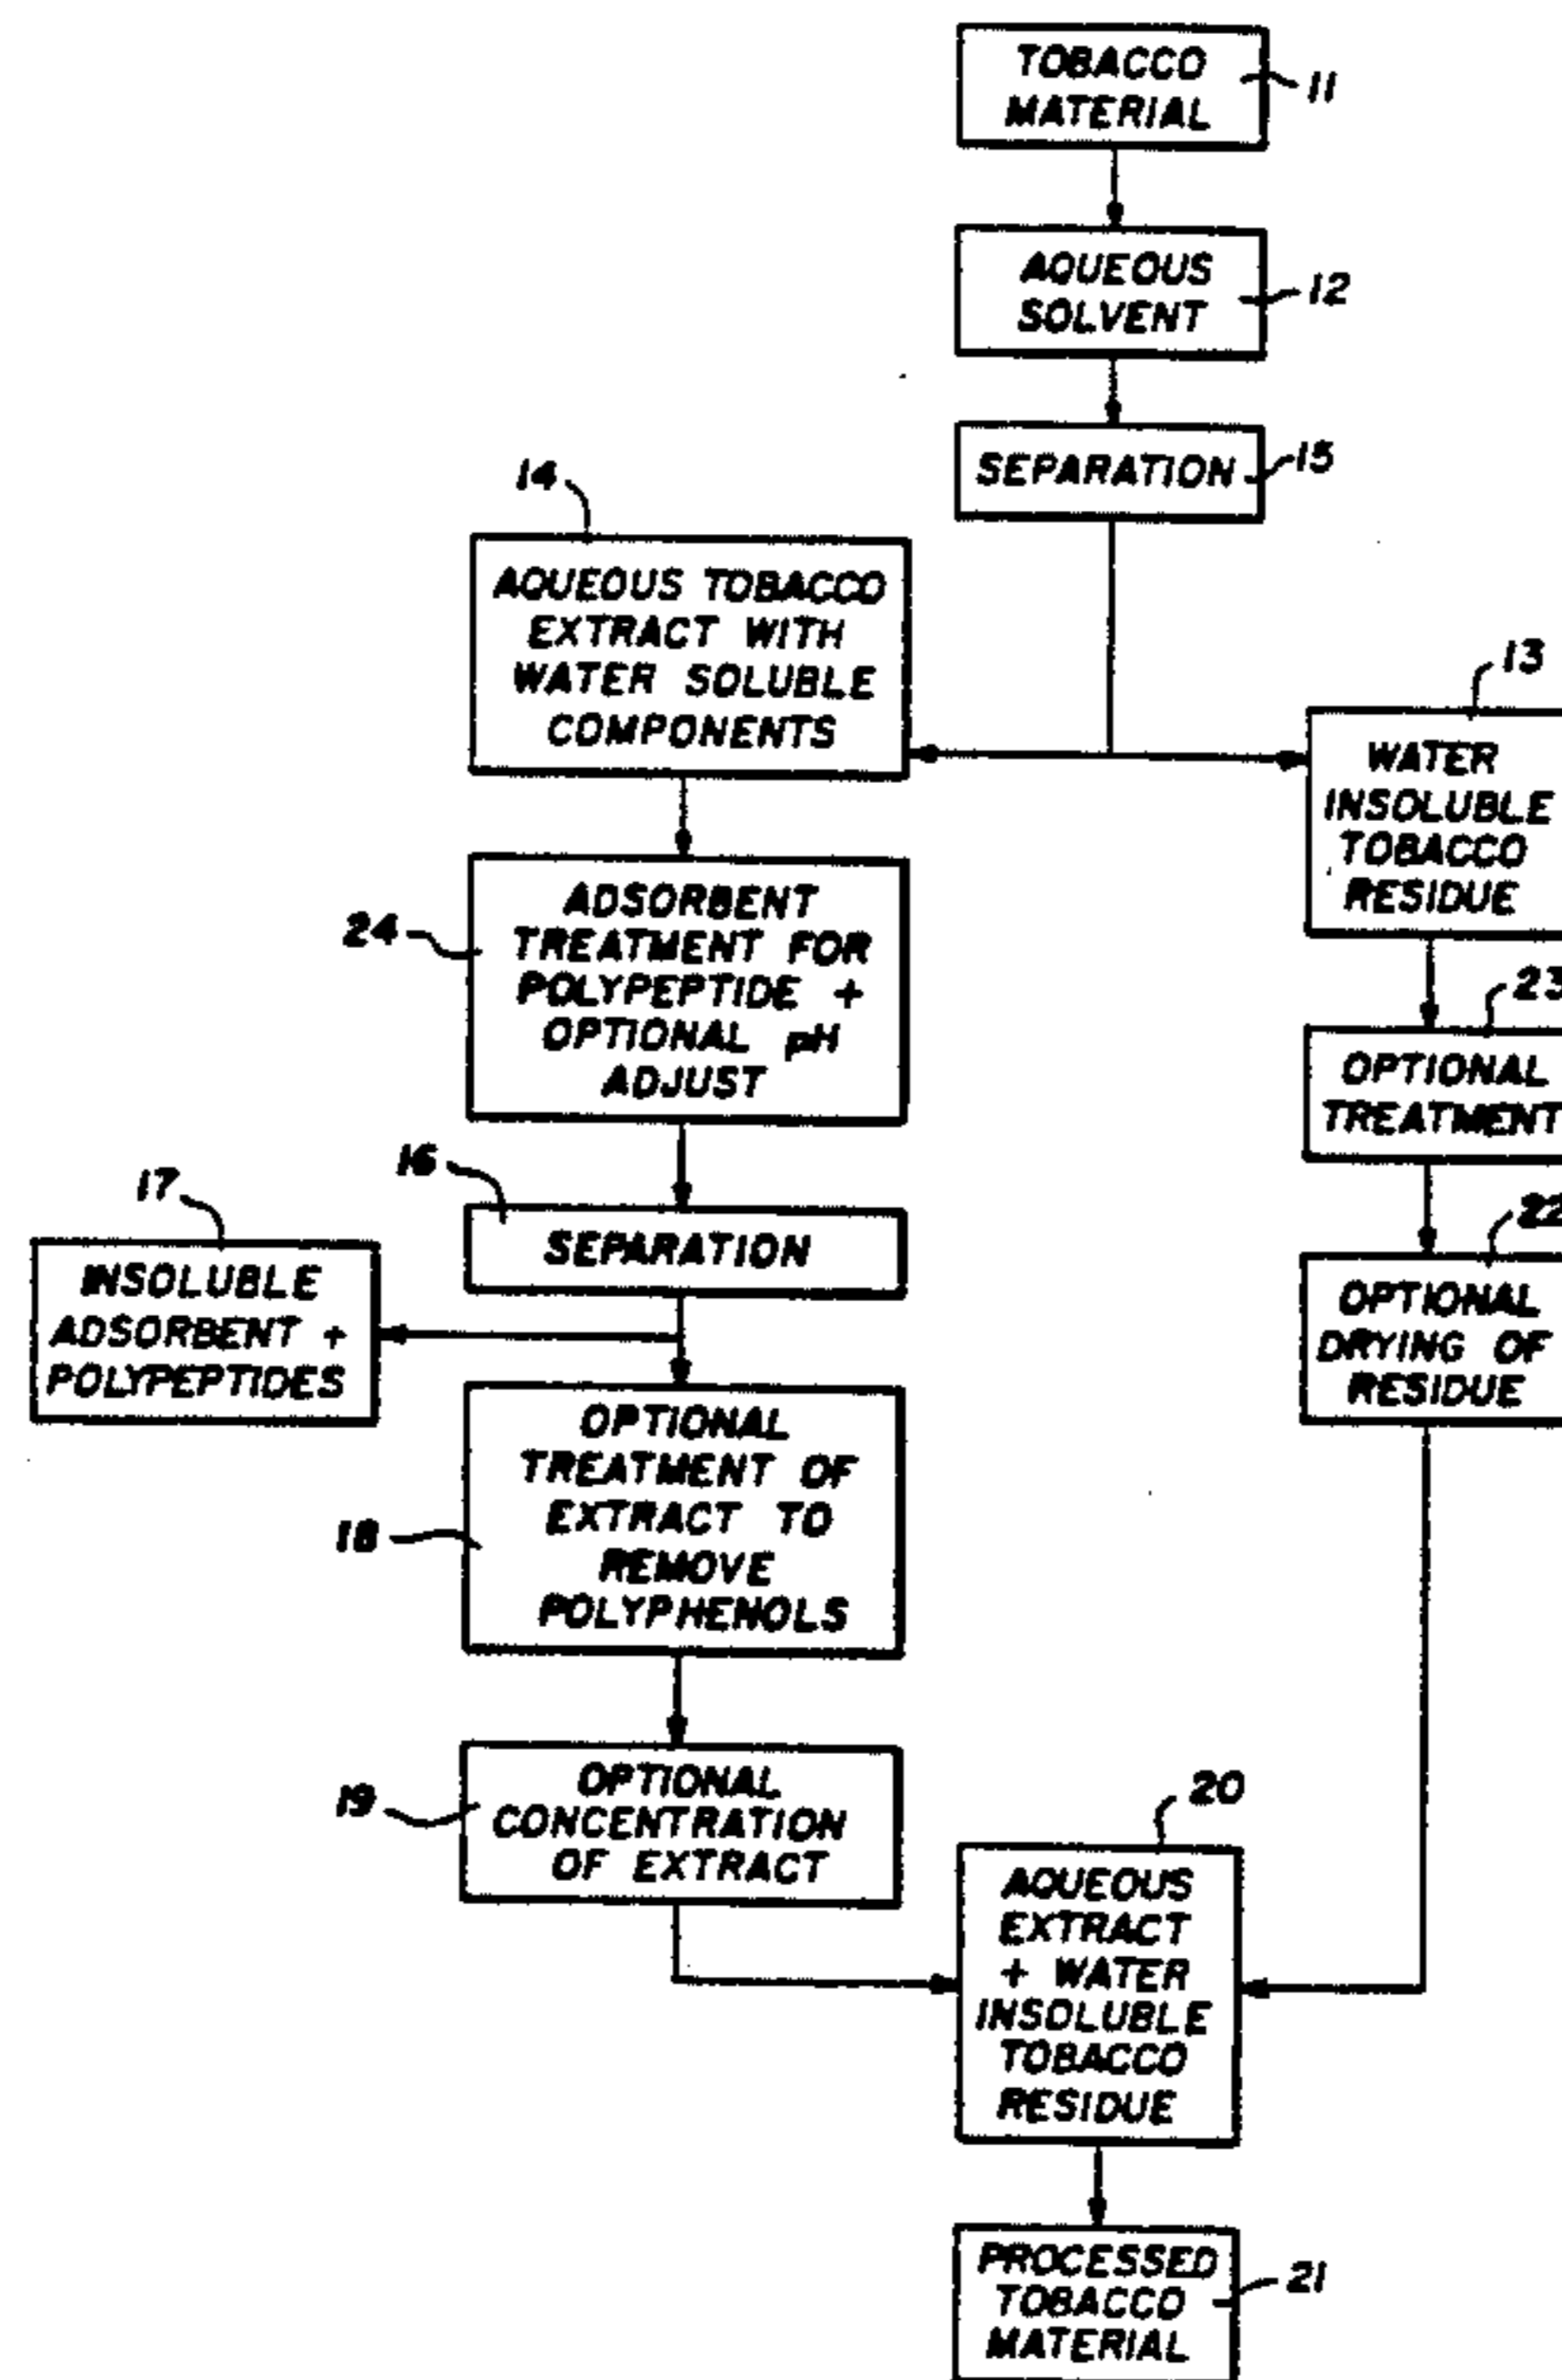 TOBACCO
MATERIAL
11
AQUEOUS
SOLVENT
12
SEPARATION
15
14
AQUEOUS TOBACCO
EXTRACT WITH
WATER SOLUBLE
COMPONENTS
13
WATER
INSOLUBLE
TOBACCO
RESIDUE
24
ADSORBENT
TREATMENT FOR
POLYPEPTIDE +
OPTIONAL pH
ADJUST
23
OPTIONAL
TREATMENT
16
SEPARATION
17
INSOLUBLE
ADSORBENT +
POLYPEPTIDES
22
OPTIONAL
DRYING OF
RESIDUE
18
OPTIONAL
TREATMENT OF
EXTRACT TO
REMOVE
POLYPHENOLS
19
OPTIONAL
CONCENTRATION
OF EXTRACT
20
AQUEOUS
EXTRACT
+ WATER
INSOLUBLE
TOBACCO
RESIDUE
PROCESSED
TOBACCO
MATERIAL
21